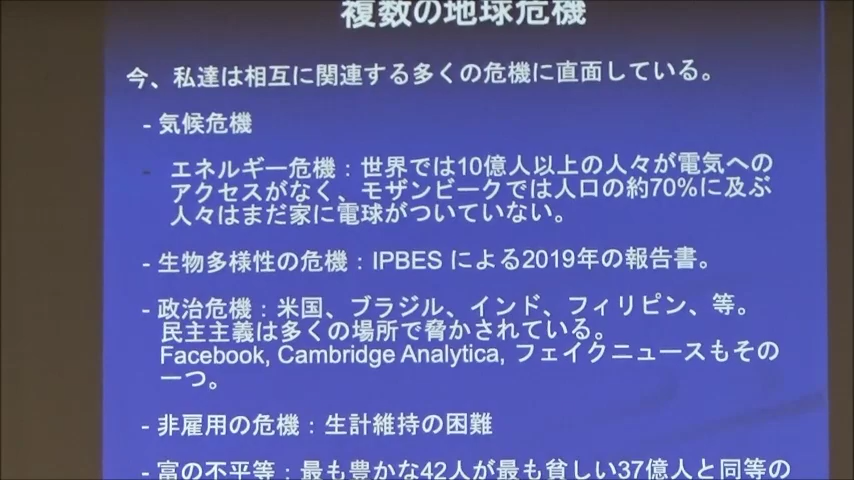 複数の地球危機
今、私達は相互に関連する多くの危機に直面している。
- 気候危機
- エネルギー危機：世界では10億人以上の人々が電気への
アクセスがなく、モザンビークでは人口の約70%に及ぶ
人々はまだ家に電球がついていない。
- 生物多様性の危機：IPBES による2019年の報告書。
- 政治危機：米国、ブラジル、インド、フィリピン、等。
民主主義は多くの場所で脅かされている。
Facebook, Cambridge Analytica, フェイクニュースもその
一つ。
- 非雇用の危機：生計維持の困難
- 富の不平等：最も豊かな42人が最も貧しい37億人と同等の